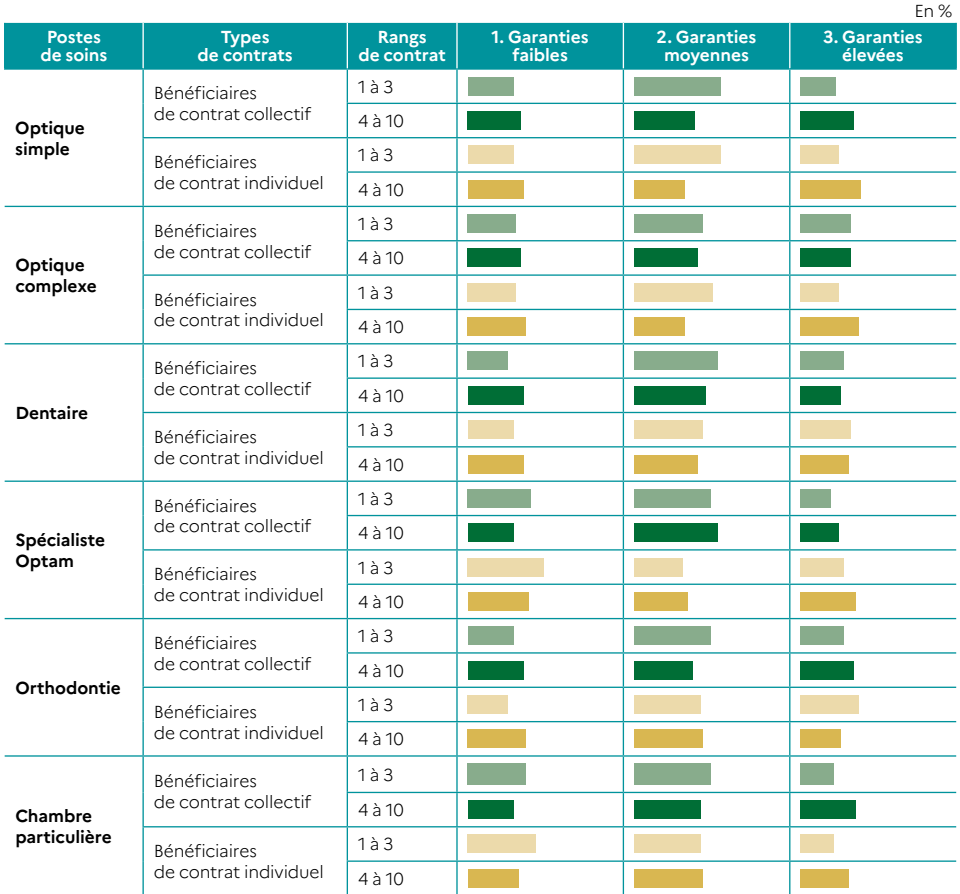 En %
Postes
de soins
Types
de contrats
Rangs
de contrat
1. Garanties
faibles
2. Garanties
moyennes
3. Garanties
élevées
Optique
simple
Bénéficiaires
de contrat collectif
1 à 3
4 à 10
Bénéficiaires
de contrat individuel
1 à 3
4 à 10
Optique
complexe
Bénéficiaires
de contrat collectif
1 à 3
4 à 10
Bénéficiaires
de contrat individuel
1 à 3
4 à 10
Dentaire
Bénéficiaires
de contrat collectif
1 à 3
4 à 10
Bénéficiaires
de contrat individuel
1 à 3
4 à 10
Spécialiste
Optam
Bénéficiaires
de contrat collectif
1 à 3
4 à 10
Bénéficiaires
de contrat individuel
1 à 3
4 à 10
Orthodontie
Bénéficiaires
de contrat collectif
1 à 3
4 à 10
Bénéficiaires
de contrat individuel
1 à 3
4 à 10
Chambre
particulière
Bénéficiaires
de contrat collectif
1 à 3
4 à 10
Bénéficiaires
de contrat individuel
1 à 3
4 à 10